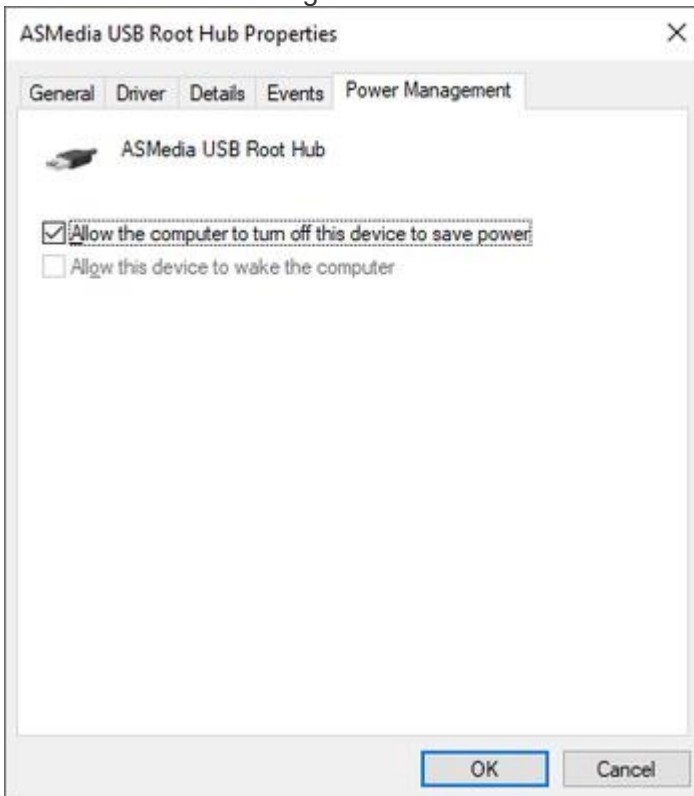 ASMedia USB Root Hub Properties
General Driver Details Events Power Management
ASMedia USB Root Hub
Allow the computer to turn off this device to save power
Allow this device to wake the computer
OK Cancel